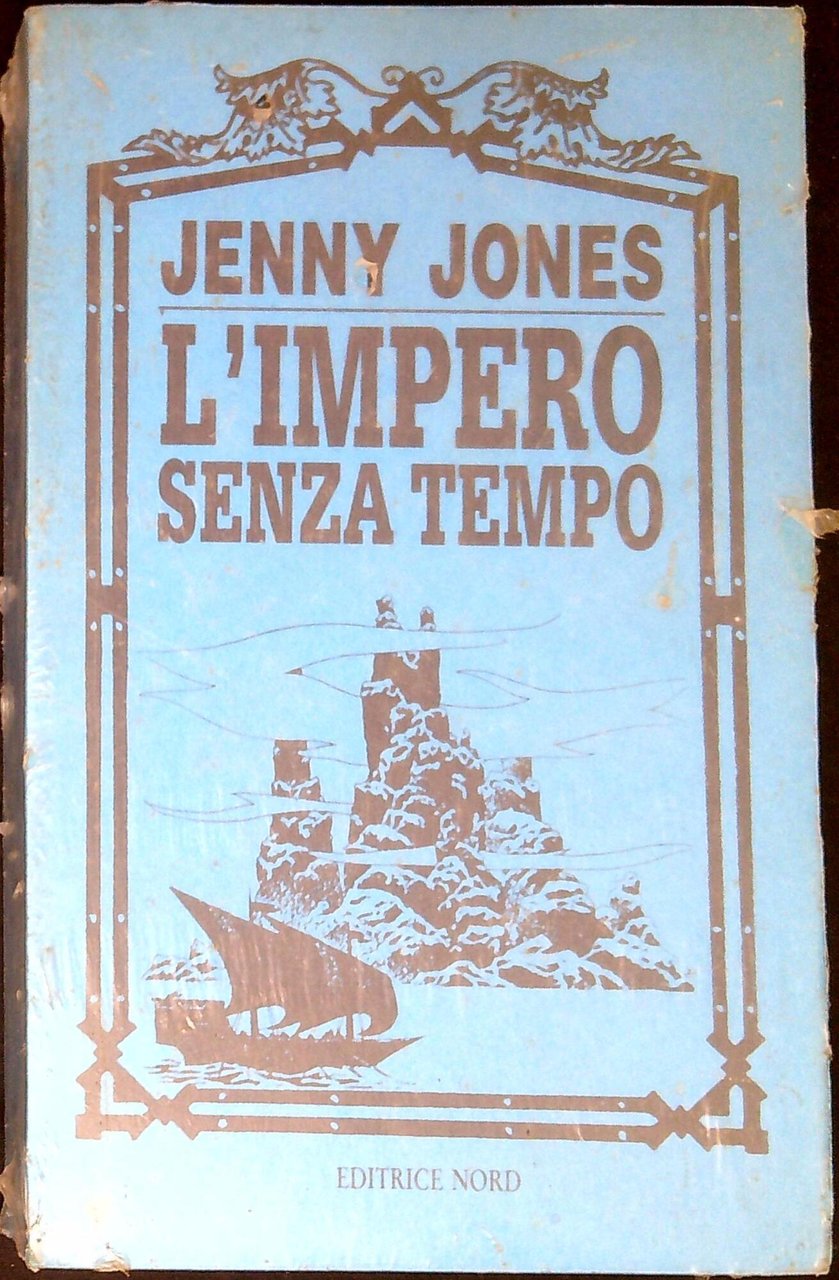 JENNY JONES
L'IMPERO
SENZA TEMPO
EDITRICE NORD